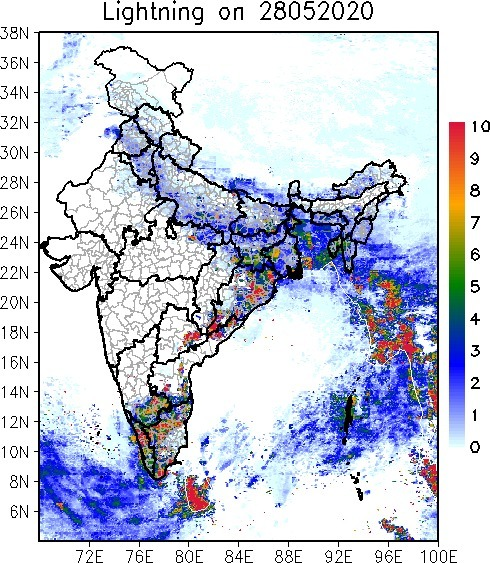 Lightning on 28052020
38N
36N
34N
32N
30N
28N
26N
24N
22N
20N
18N
16N
14N
12N
10N
8N
6N
72E 76E 80E 84E 88E 92E 96E 100E
10
9
8
7
6
5
4
3
2
1
0